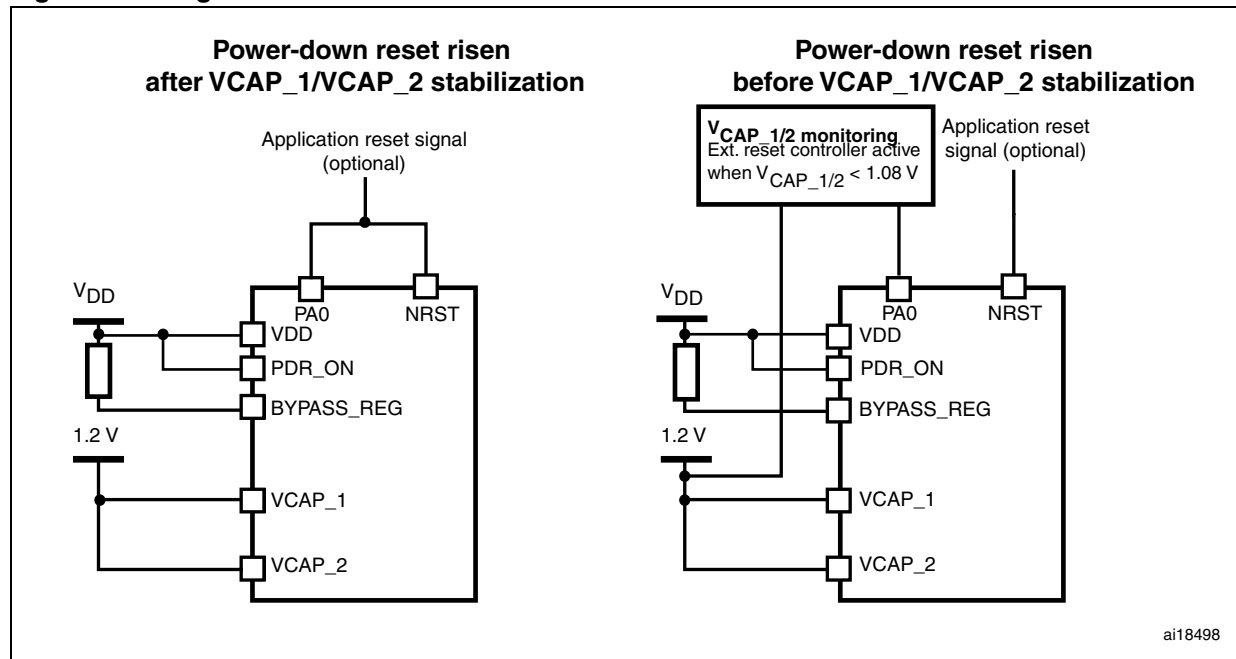 Power-down reset risen
after VCAP_1/VCAP_2 stabilization
Application reset signal
(optional)
VDD
PA0
NRST
VDD
PDR_ON
BYPASS_REG
1.2 V
VCAP_1
VCAP_2
Power-down reset risen
before VCAP_1/VCAP_2 stabilization
VCAP_1/2 monitoring
Ext. reset controller active
when VCAP_1/2 < 1.08 V
Application reset
signal (optional)
VDD
PA0
NRST
VDD
PDR_ON
BYPASS_REG
1.2 V
VCAP_1
VCAP_2
ai18498